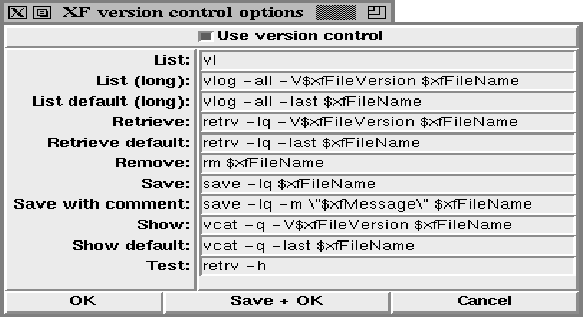 XF version control options
Use version control
List: vl
List (long): vlog -all -V$xfFileVersion $xfFileName
List default (long): vlog -all -last $xfFileName
Retrieve: retrv -lq -V$xfFileVersion $xfFileName
Retrieve default: retrv -lq -last $xfFileName
Remove: rm $xfFileName
Save: save -lq $xfFileName
Save with comment: save -lq -m \"$xfMessage\" $xfFileName
Show: vcat -q -V$xfFileVersion $xfFileName
Show default: vcat -q -last $xfFileName
Test: retrv -h
OK Save + OK Cancel